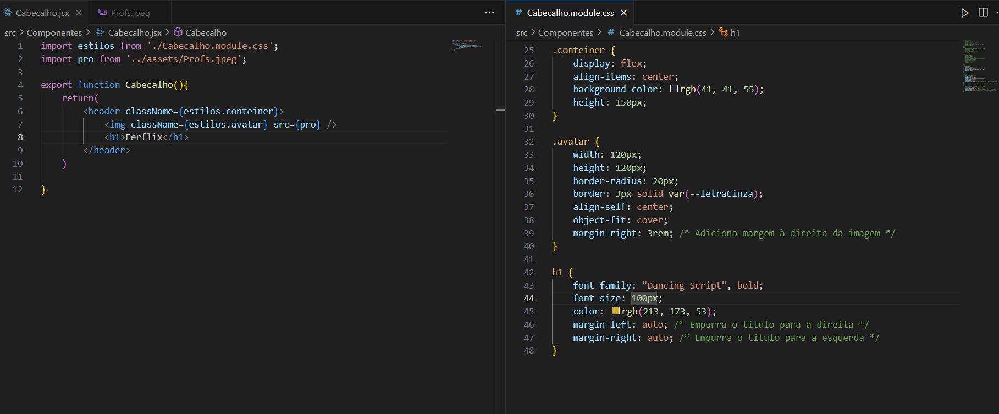 Cabecalho.jsx
Profs.jpeg
src > Componentes > Cabecalho.jsx > Cabecalho
1 import estilos from './Cabecalho.module.css';
2 import pro from '../assets/Profs.jpeg';
3
4 export function Cabecalho(){
5 return(
6 <header className={estilos.conteiner}>
7 <img className={estilos.avatar} src={pro} />
8 <h1>Ferflix</h1>
9 </header>
10 )
11
12 }
# Cabecalho.module.css
src > Componentes > # Cabecalho.module.css > h1
25 .conteiner {
26 display: flex;
27 align-items: center;
28 background-color: rgb(41, 41, 55);
29 height: 150px;
30 }
31
32 .avatar {
33 width: 120px;
34 height: 120px;
35 border-radius: 20px;
36 border: 3px solid var(--letraCinza);
37 align-self: center;
38 object-fit: cover;
39 margin-right: 3rem; /* Adiciona margem à direita da imagem */
40 }
41
42 h1 {
43 font-family: "Dancing Script", bold;
44 font-size: 100px;
45 color: rgb(213, 173, 53);
46 margin-left: auto; /* Empurra o título para a direita */
47 margin-right: auto; /* Empurra o título para a esquerda */
48 }